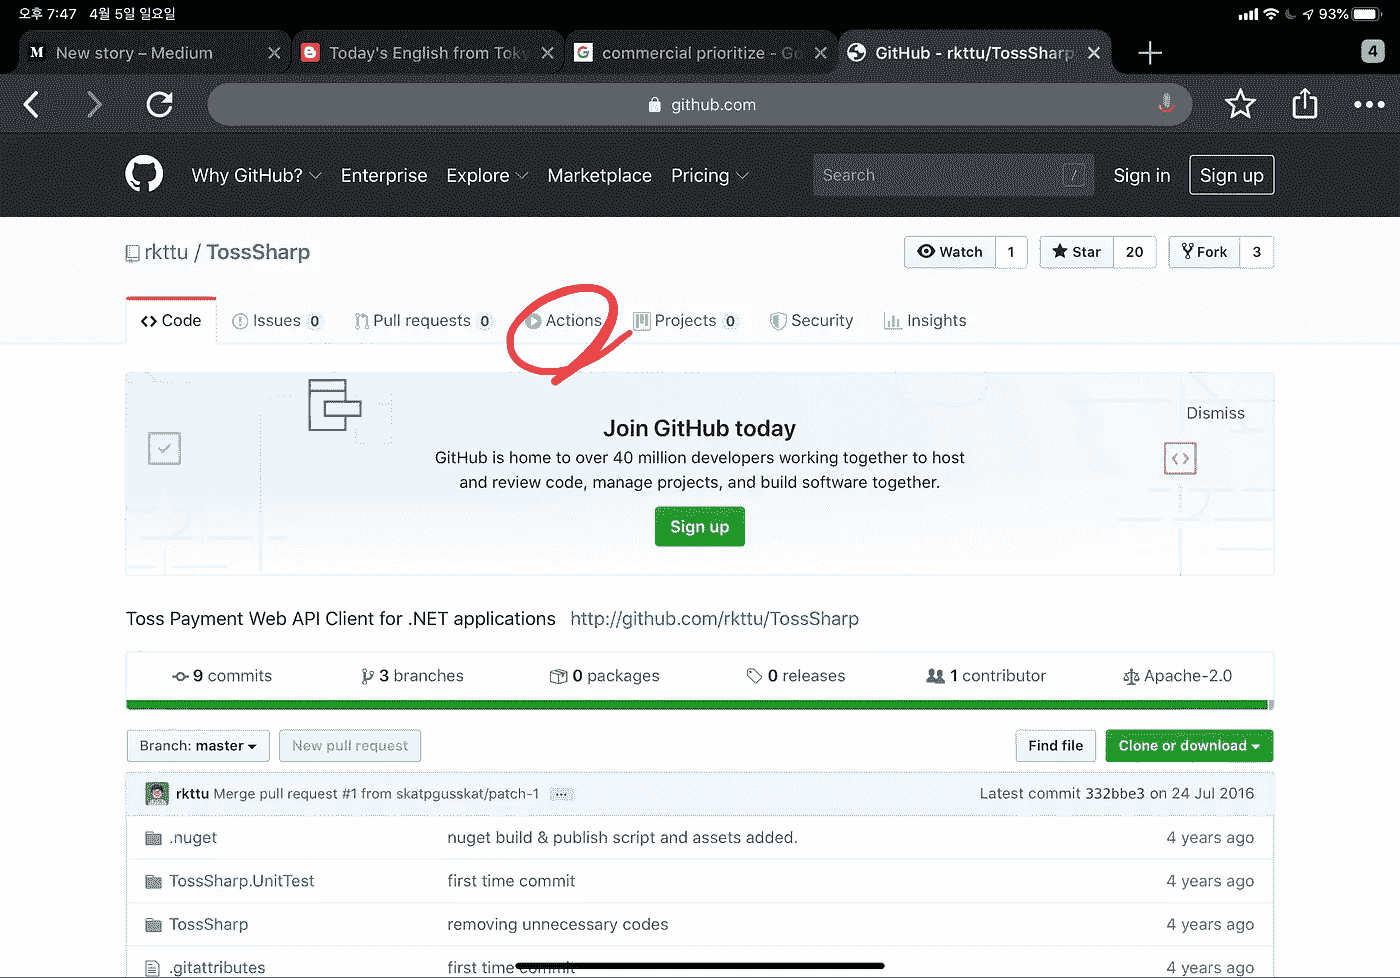 오후 7:47 4월 5일 일요일
93%
New story – Medium
Today's English from Toky
commercial prioritize - Go
GitHub - rkttu/TossSharp
4
github.com
Why GitHub? Enterprise Explore Marketplace Pricing
Search /
Sign in Sign up
rkttu / TossSharp
Watch 1 Star 20 Fork 3
Code Issues 0 Pull requests 0 Actions Projects 0 Security Insights
Dismiss
Join GitHub today
GitHub is home to over 40 million developers working together to host
and review code, manage projects, and build software together.
Sign up
Toss Payment Web API Client for .NET applications http://github.com/rkttu/TossSharp
9 commits 3 branches 0 packages 0 releases 1 contributor Apache-2.0
Branch: master New pull request Find file Clone or download
rkttu Merge pull request #1 from skatpgusskat/patch-1 ... Latest commit 332bbe3 on 24 Jul 2016
.nuget nuget build & publish script and assets added. 4 years ago
TossSharp.UnitTest first time commit 4 years ago
TossSharp removing unnecessary codes 4 years ago
.gitattributes first time commit 4 years ago